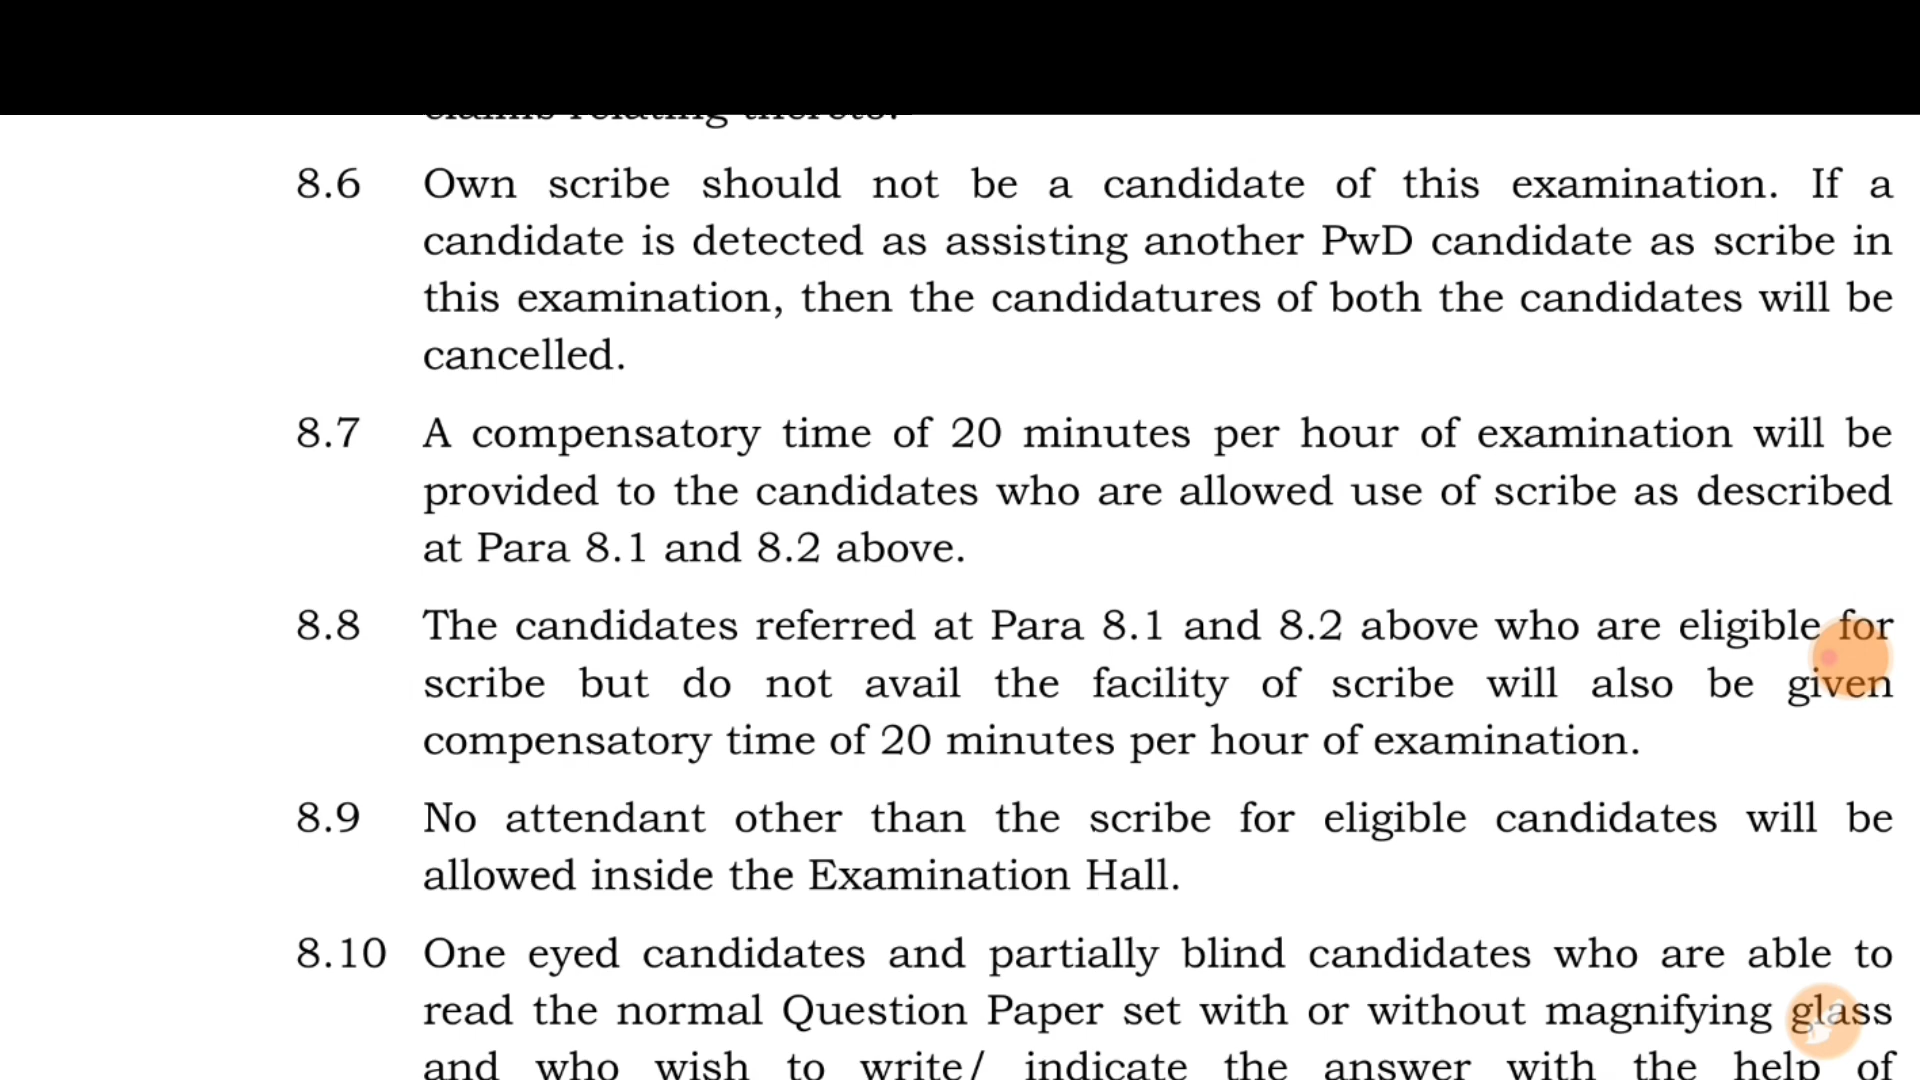 claims relating thereto.
8.6 Own scribe should not be a candidate of this examination. If a
candidate is detected as assisting another PwD candidate as scribe in
this examination, then the candidatures of both the candidates will be
cancelled.
8.7 A compensatory time of 20 minutes per hour of examination will be
provided to the candidates who are allowed use of scribe as described
at Para 8.1 and 8.2 above.
8.8 The candidates referred at Para 8.1 and 8.2 above who are eligible for
scribe but do not avail the facility of scribe will also be given
compensatory time of 20 minutes per hour of examination.
8.9 No attendant other than the scribe for eligible candidates will be
allowed inside the Examination Hall.
8.10 One eyed candidates and partially blind candidates who are able to
read the normal Question Paper set with or without magnifying glass
and who wish to write/ indicate the answer with the help of